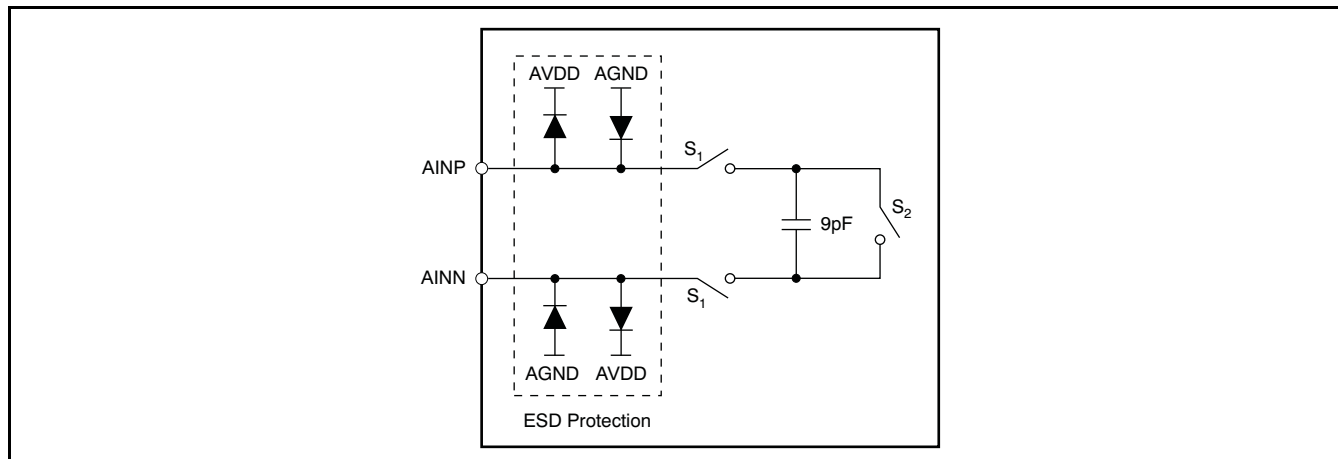 AVDD AGND
AINP
S1
S2
9pF
AINN
S1
AGND AVDD
ESD Protection